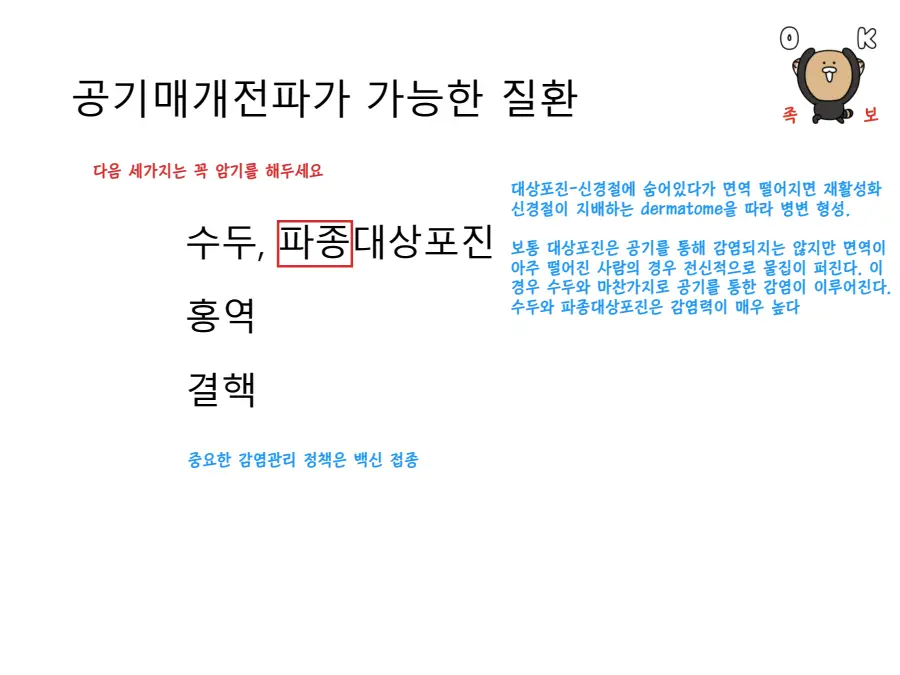 OK
족보
공기매개전파가 가능한 질환
다음 세가지는 꼭 암기를 해두세요
수두, 파종대상포진
홍역
결핵
중요한 감염관리 정책은 백신 접종
대상포진-신경절에 숨어있다가 면역 떨어지면 재활성화
신경절이 지배하는 dermatome을 따라 병변 형성.
보통 대상포진은 공기를 통해 감염되지는 않지만 면역이
아주 떨어진 사람의 경우 전신적으로 물집이 퍼진다. 이
경우 수두와 마찬가지로 공기를 통한 감염이 이루어진다.
수두와 파종대상포진은 감염력이 매우 높다